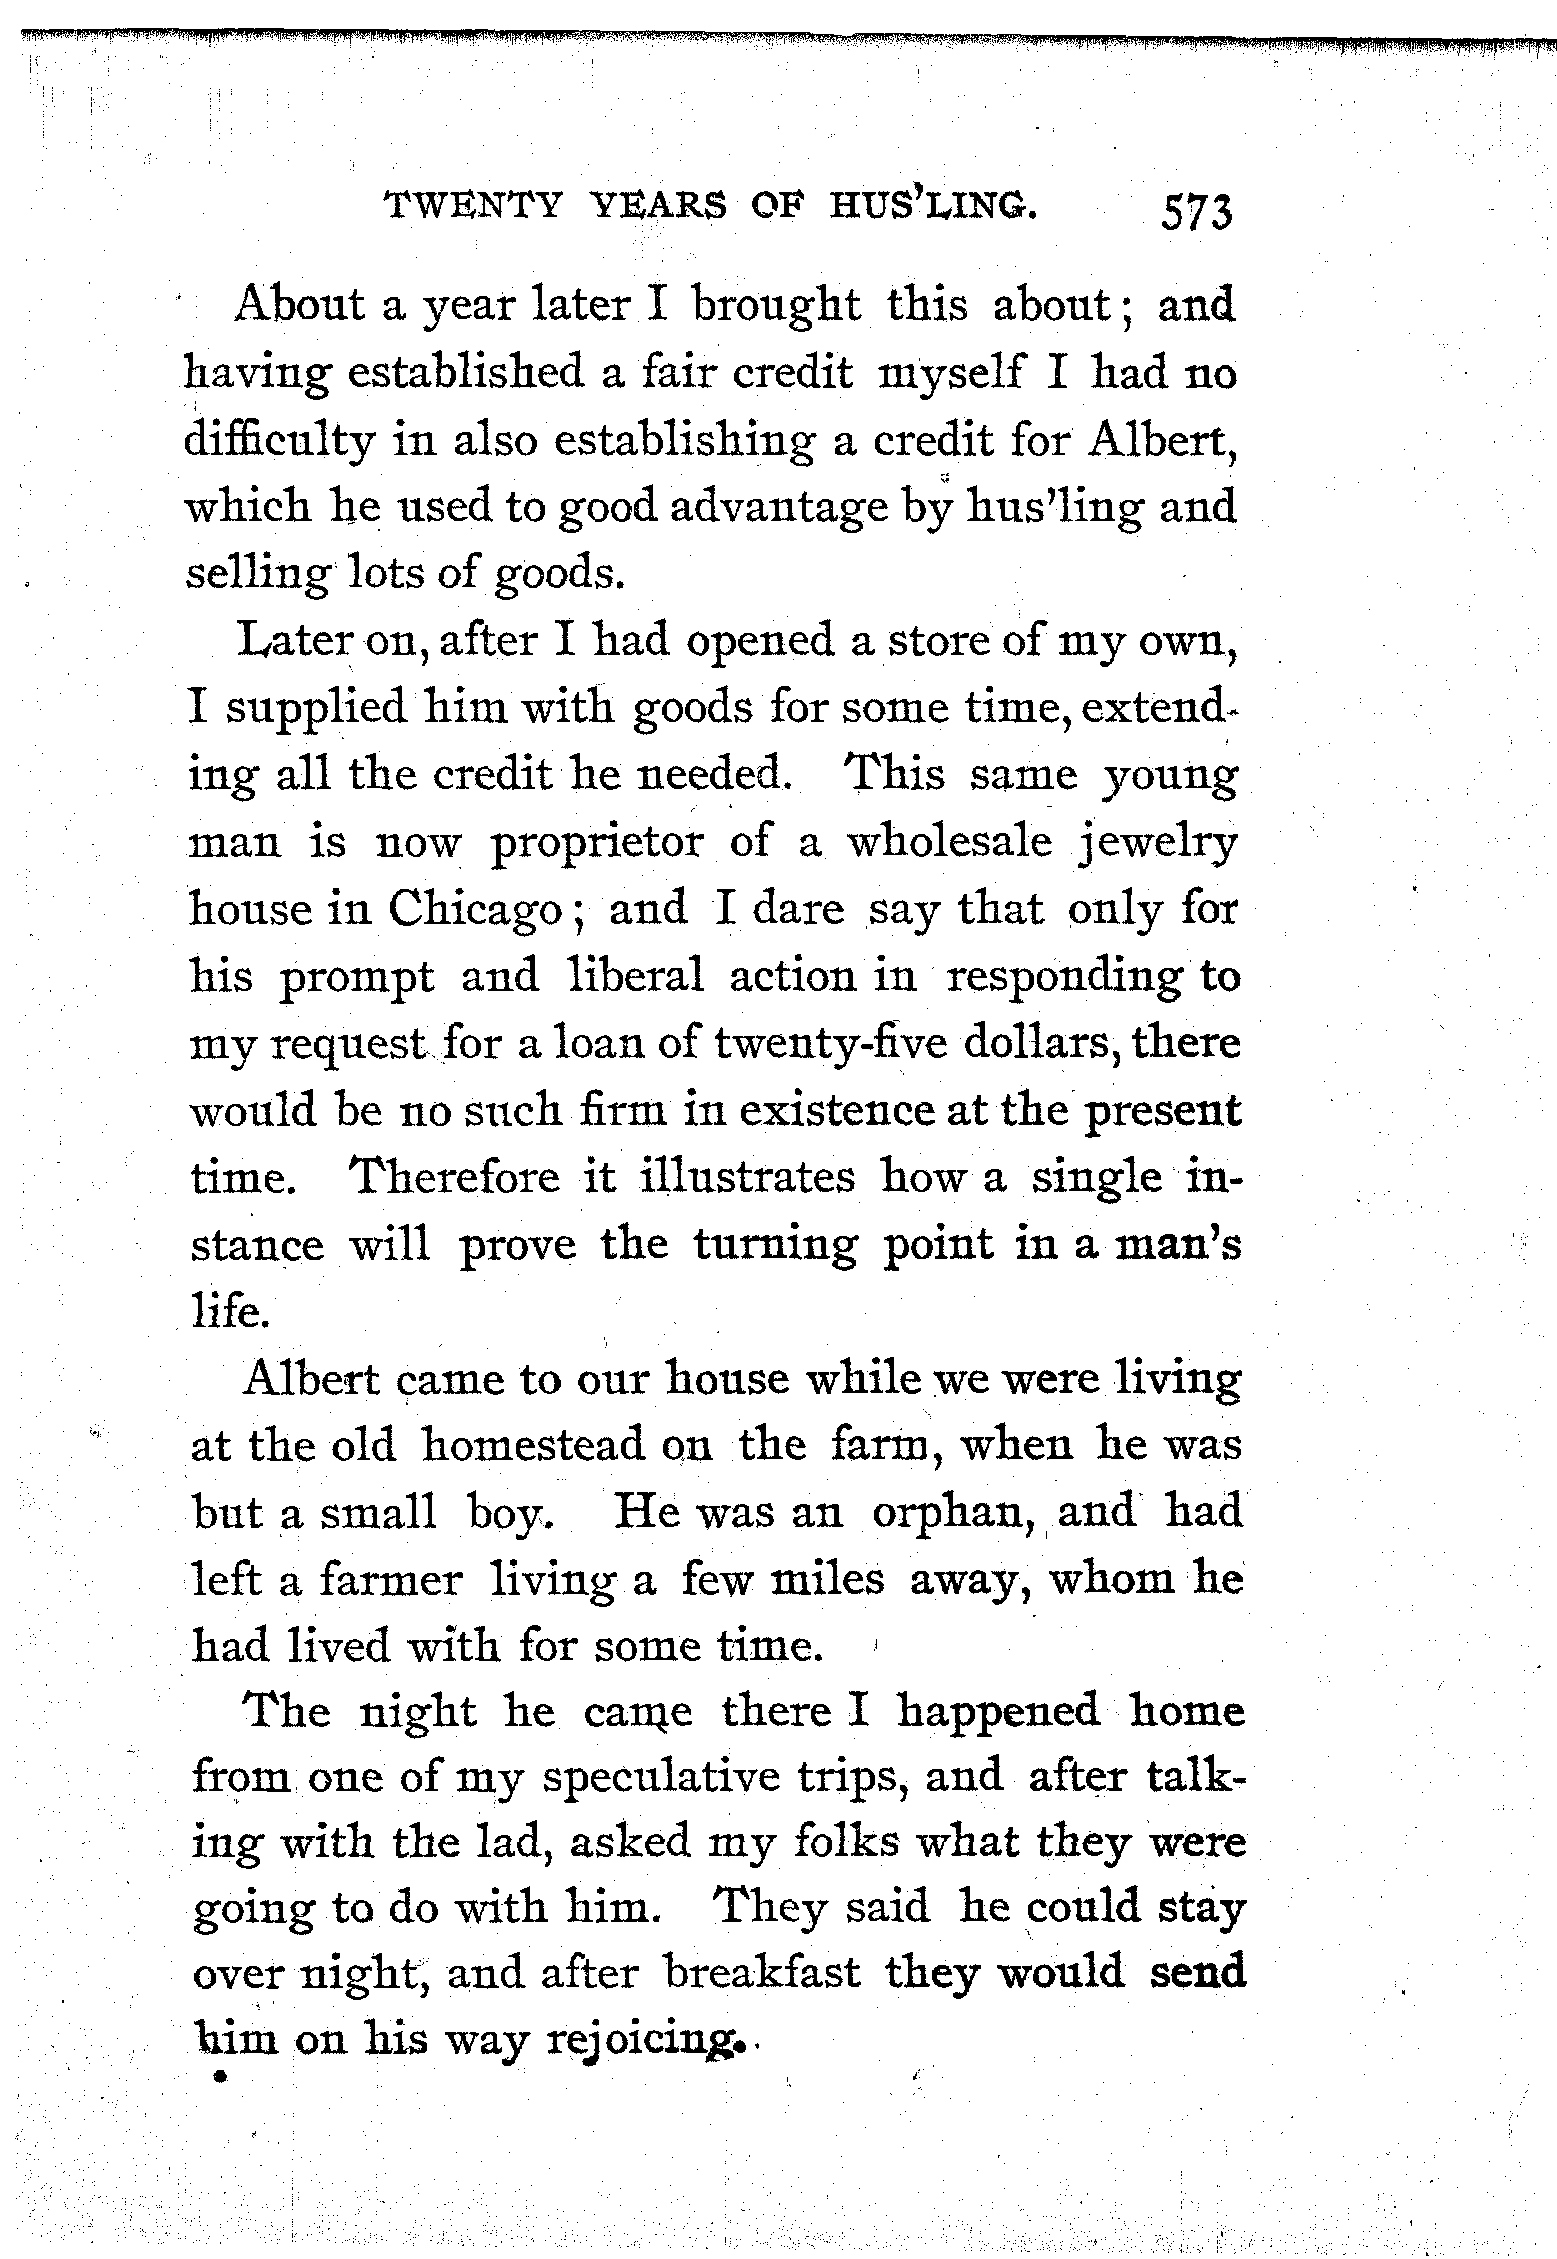 TWENTY YEARS OF HUS'LING. 573
About a year later I brought this about; and
having established a fair credit myself I had no
difficulty in also establishing a credit for Albert,
which he used to good advantage by hus'ling and
selling lots of goods.
Later on, after I had opened a store of my own,
I supplied him with goods for some time, extend-
ing all the credit he needed. This same young
man is now proprietor of a wholesale jewelry
house in Chicago; and I dare say that only for
his prompt and liberal action in responding to
my request for a loan of twenty-five dollars, there
would be no such firm in existence at the present
time. Therefore it illustrates how a single in-
stance will prove the turning point in a man's
life.
Albert came to our house while we were living
at the old homestead on the farm, when he was
but a small boy. He was an orphan, and had
left a farmer living a few miles away, whom he
had lived with for some time.
The night he came there I happened home
from one of my speculative trips, and after talk-
ing with the lad, asked my folks what they were
going to do with him. They said he could stay
over night, and after breakfast they would send
him on his way rejoicing.